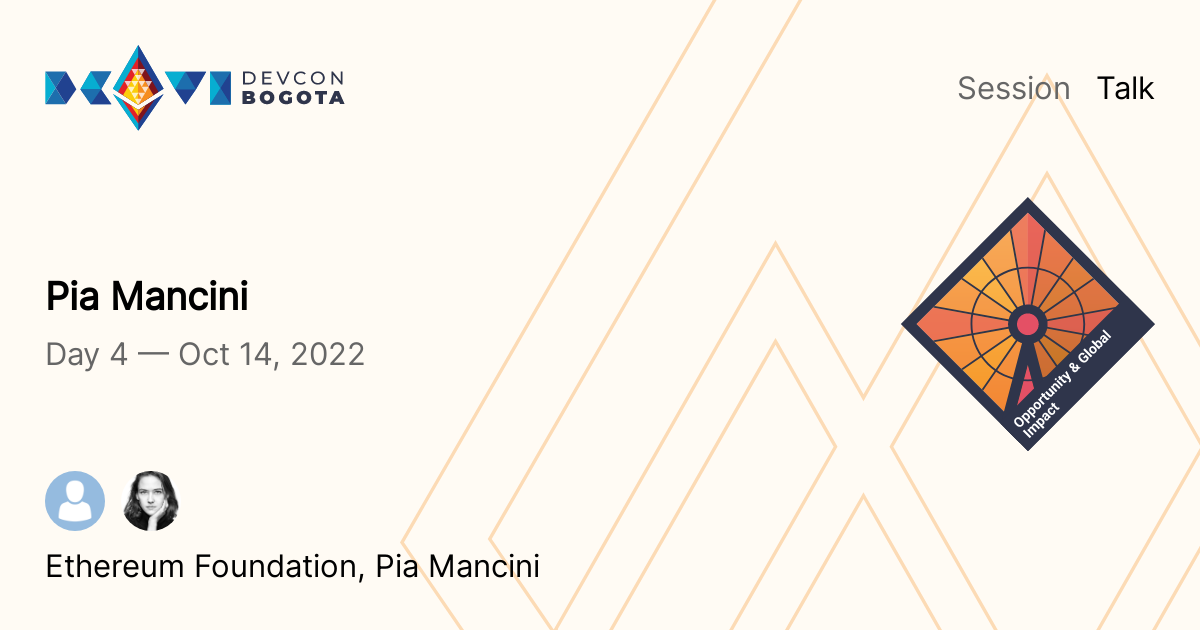 DEVCON
BOGOTA
Session Talk
Pia Mancini
Day 4 — Oct 14, 2022
Opportunity & Global
Impact
Ethereum Foundation, Pia Mancini